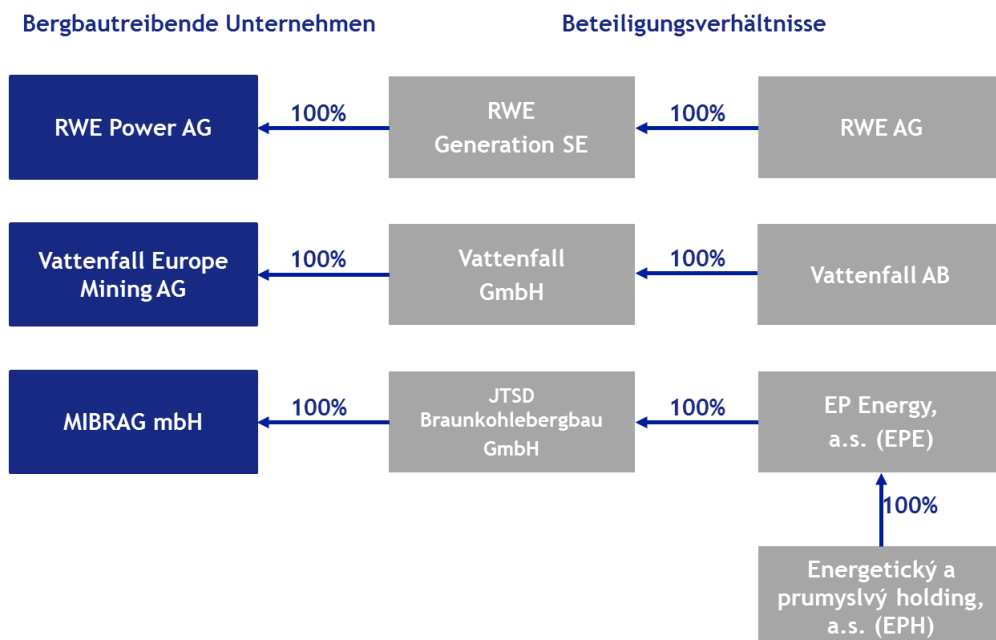 Bergbautreibende Unternehmen
Beteiligungsverhältnisse
RWE Power AG
100%
RWE
Generation SE
100%
RWE AG
Vattenfall Europe
Mining AG
100%
Vattenfall
GmbH
100%
Vattenfall AB
MIBRAG mbH
100%
JTSD
Braunkohlebergbau
GmbH
100%
EP Energy,
a.s. (EPE)
100%
Energetický a
prumyslvý holding,
a.s. (EPH)